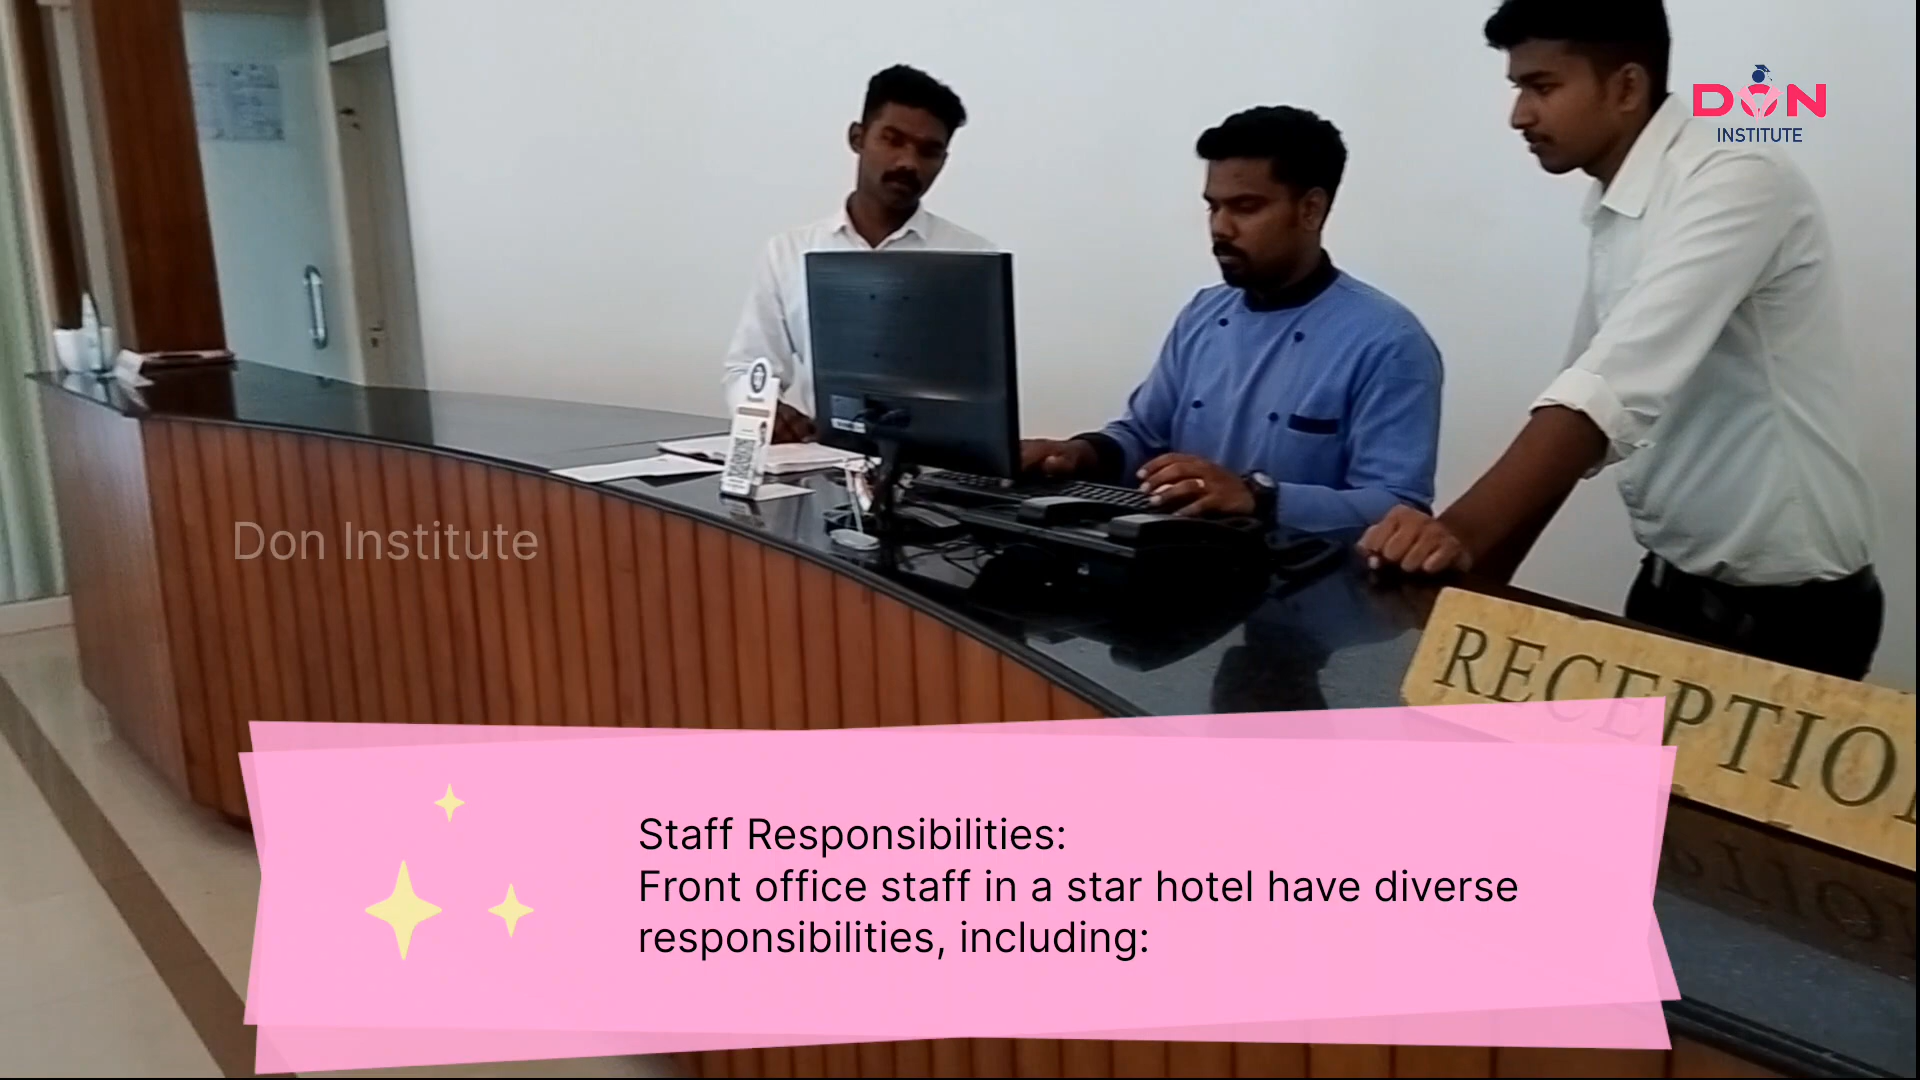 DON
INSTITUTE
Don Institute
RECEPTIO
Staff Responsibilities:
Front office staff in a star hotel have diverse
responsibilities, including: